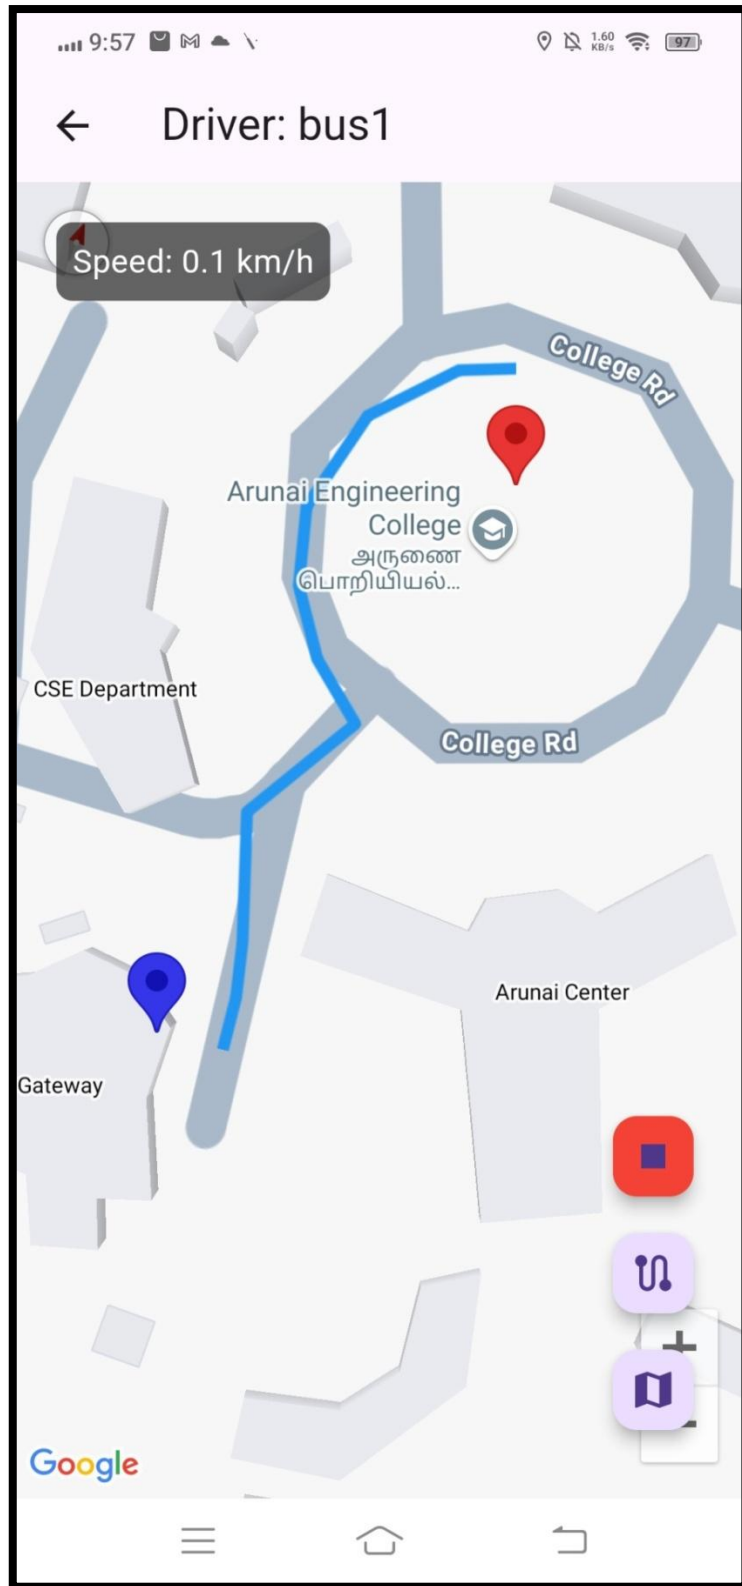 9:57
1.60
KB/s
97
Driver: bus1
Speed: 0.1 km/h
College Rd
Arunai Engineering
College
அருணை
பொறியியல்...
CSE Department
College Rd
Arunai Center
Gateway
Google